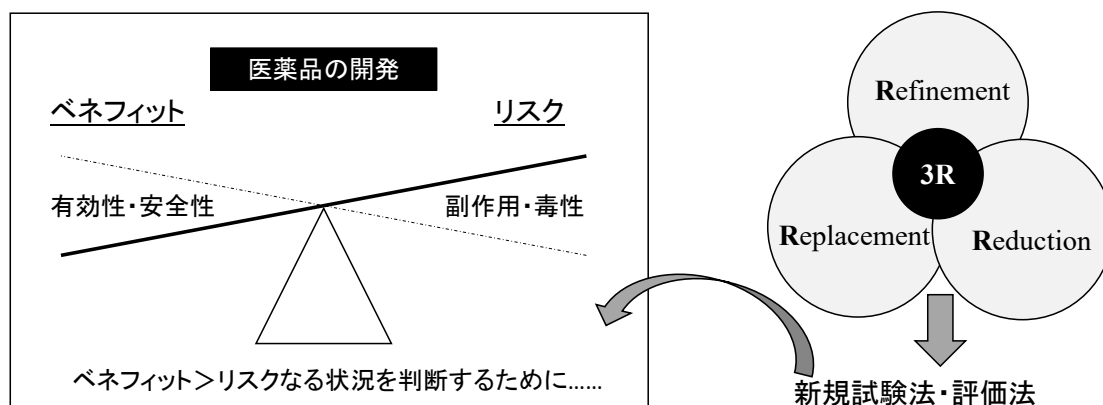 医薬品の開発
ベネフィット
リスク
有効性・安全性
副作用・毒性
ベネフィット＞リスクなる状況を判断するために......
Refinement
3R
Replacement
Reduction
新規試験法・評価法